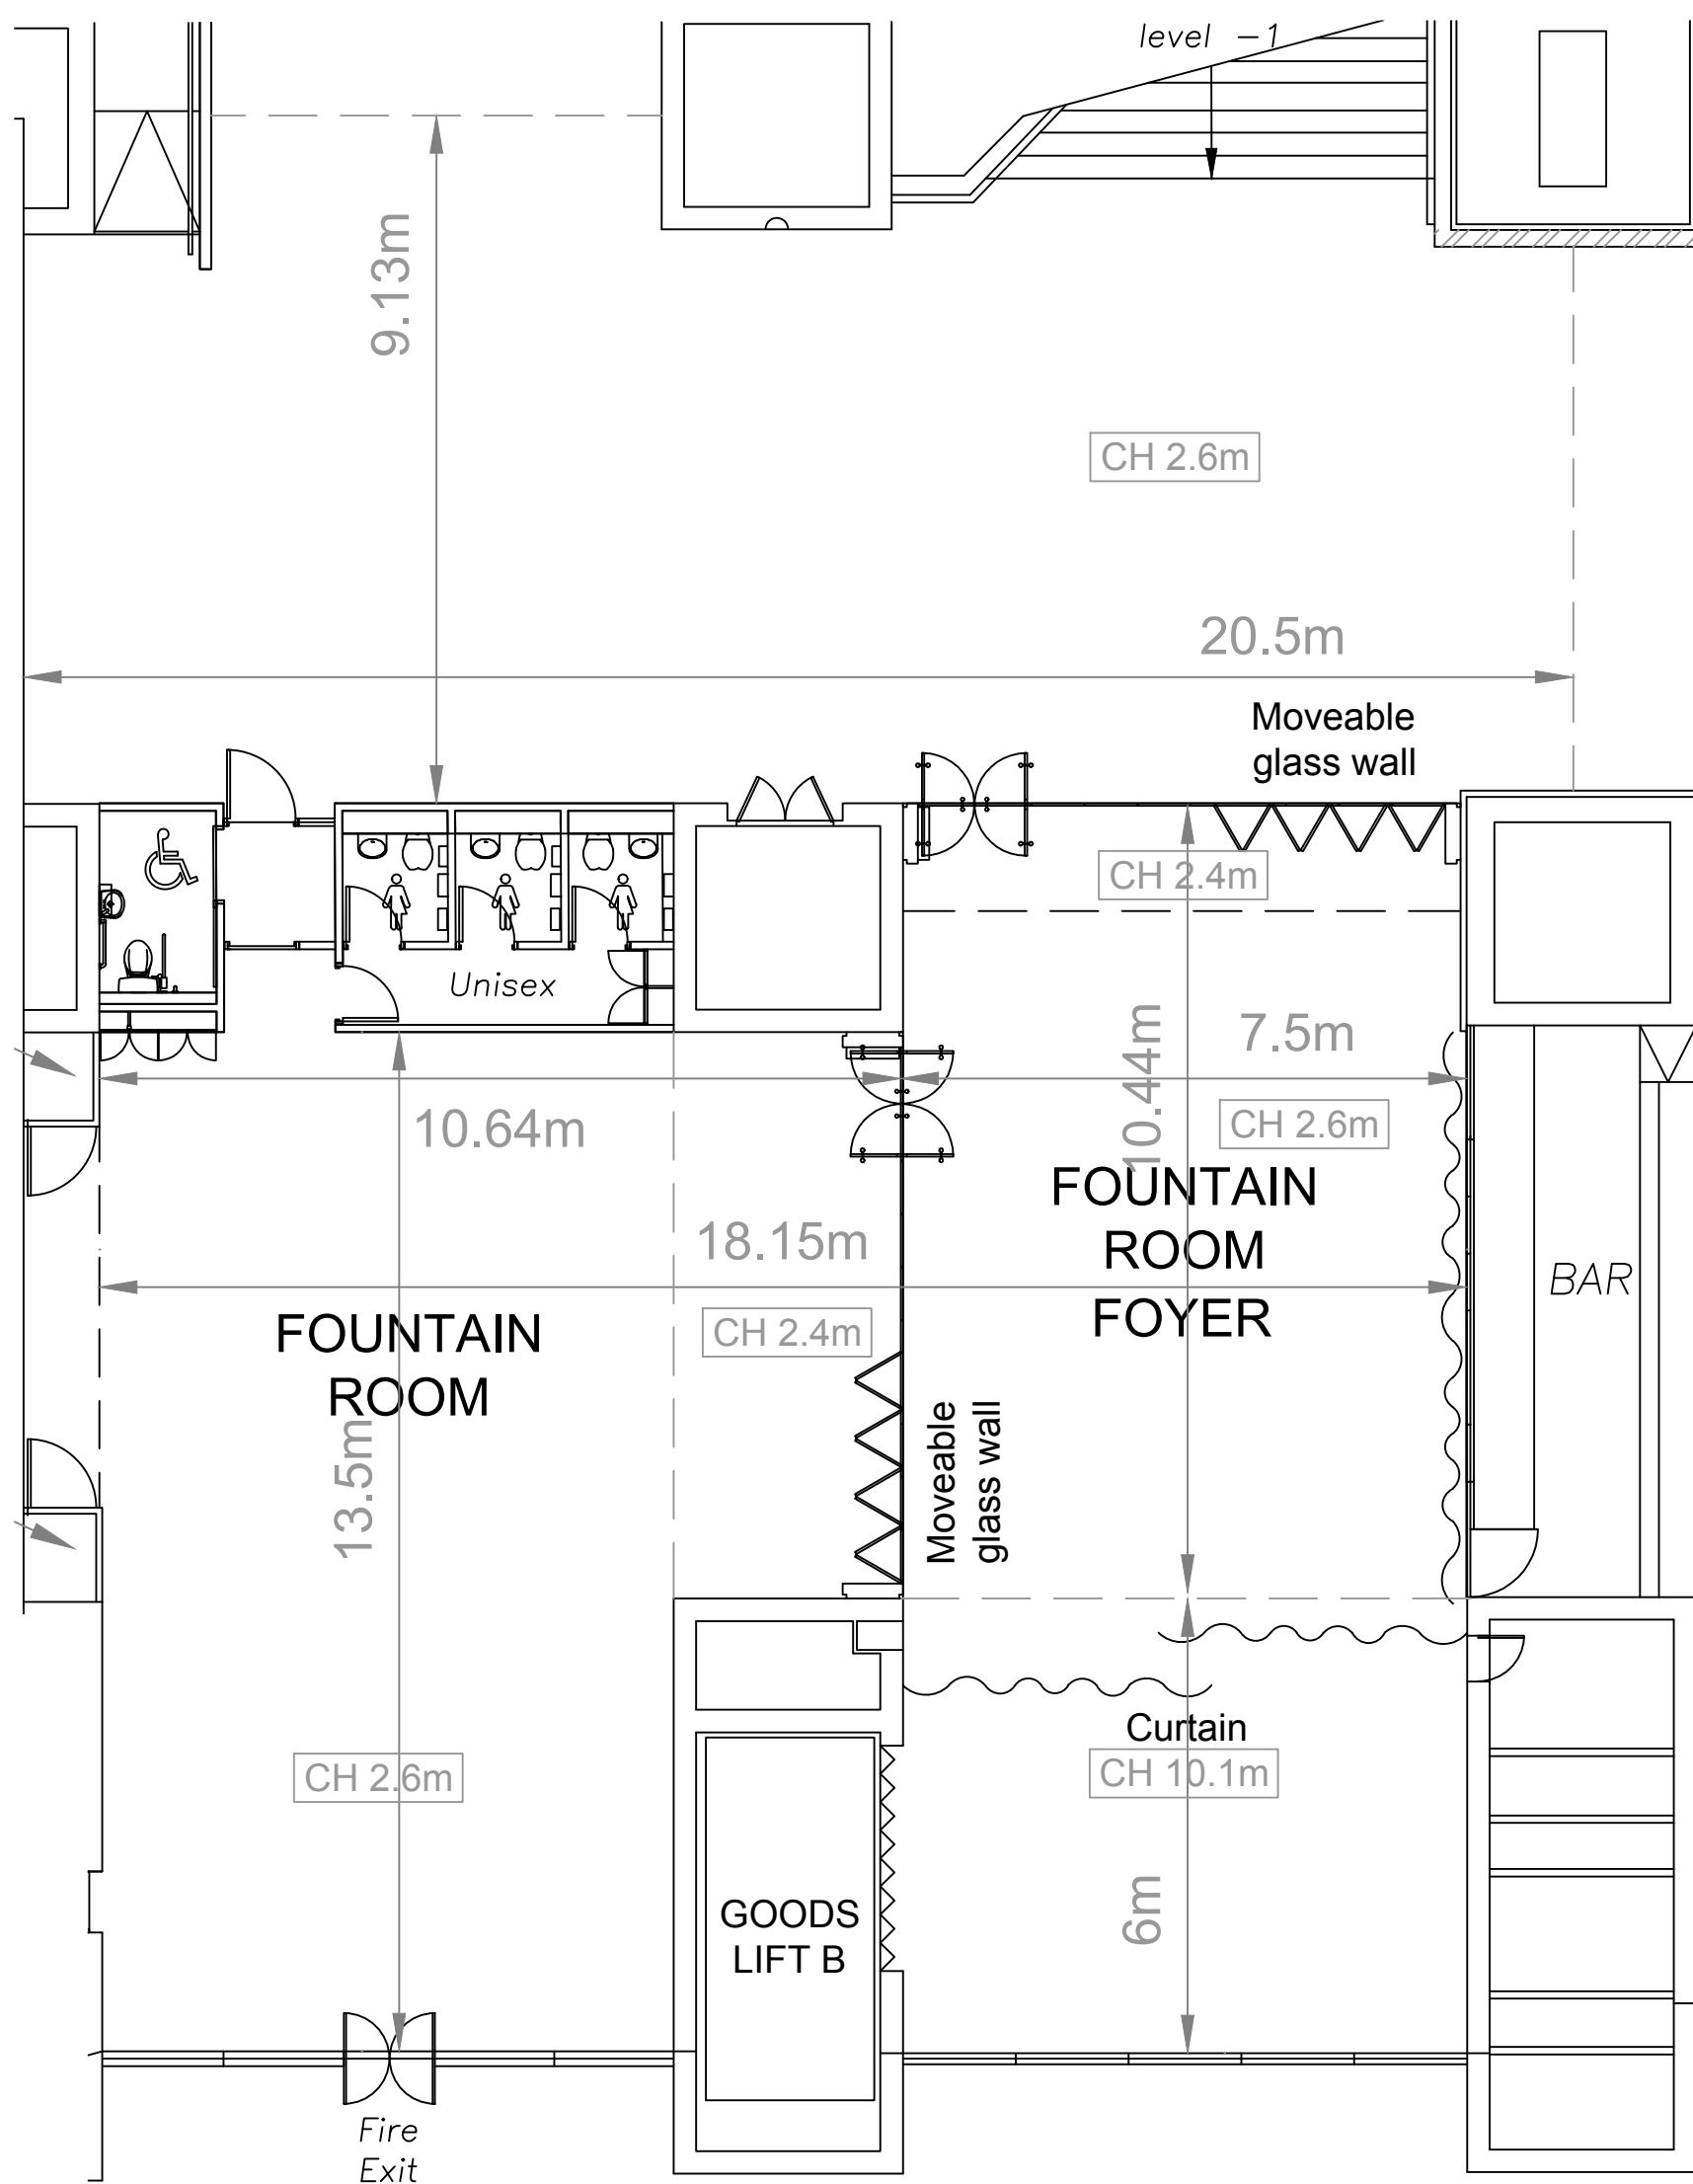 level -1
9.13m
CH 2.6m
20.5m
Moveable
glass wall
CH 2.4m
Unisex
7.5m
10.44m
10.64m
CH 2.6m
FOUNTAIN
ROOM
FOYER
18.15m
BAR
FOUNTAIN
ROOM
CH 2.4m
13.5m
Moveable
glass wall
Curtain
CH 2.6m
CH 10.1m
6m
GOODS
LIFT B
Fire
Exit